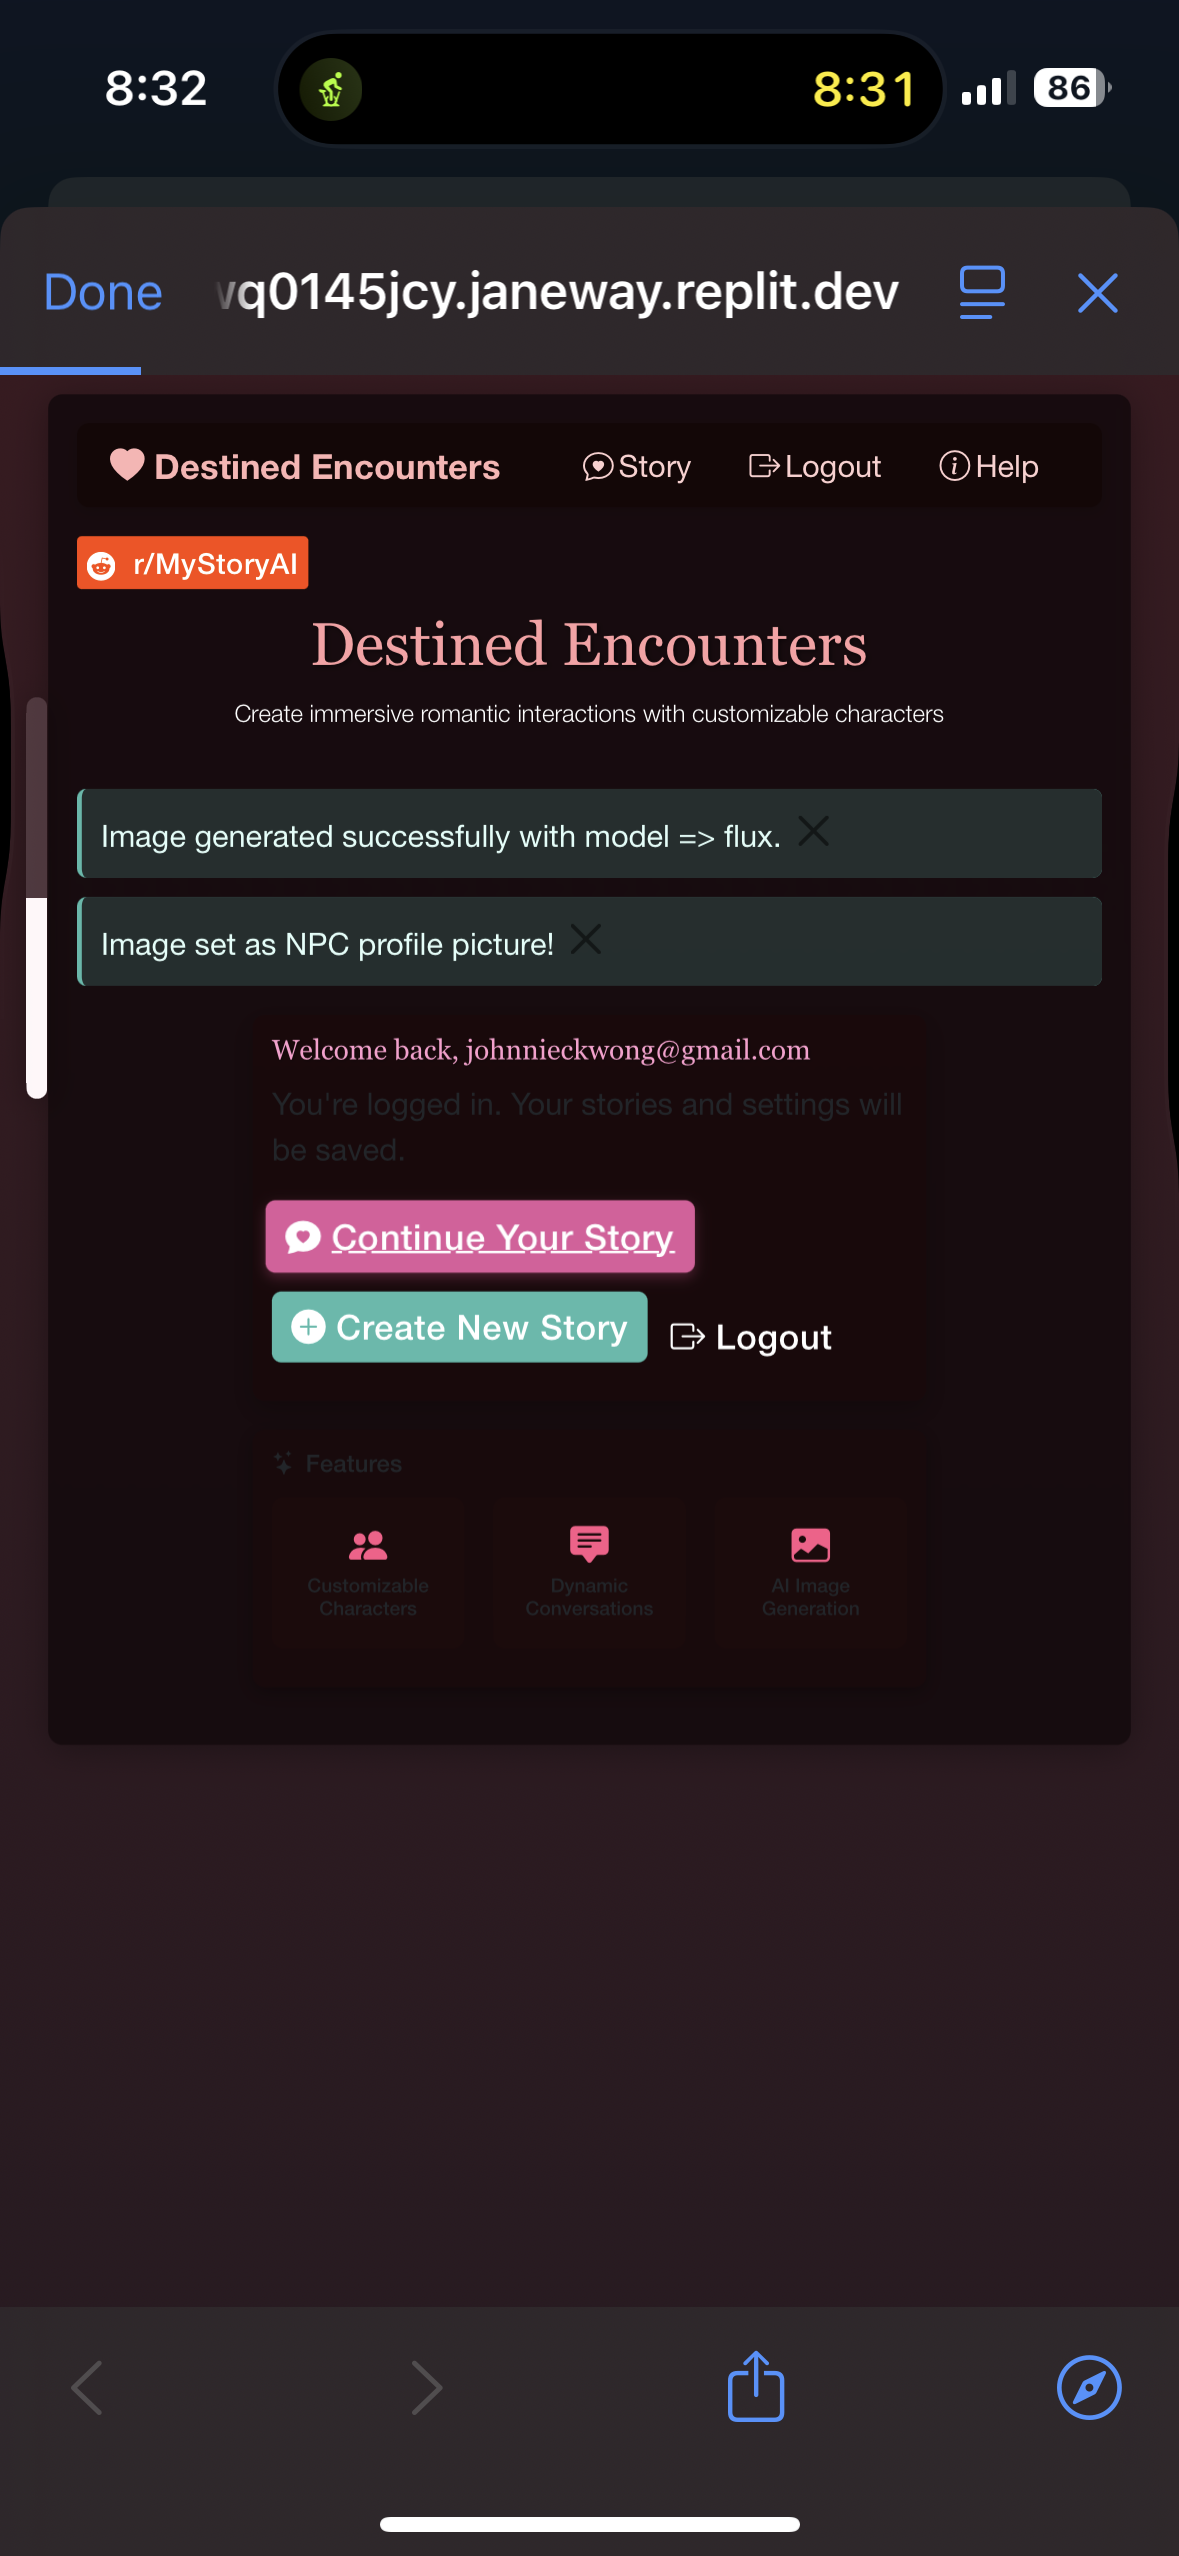 8:32
8:31
86
Done
q0145jcy.janeway.replit.dev
Destined Encounters
Story
Logout
Help
r/MyStoryAI
Destined Encounters
Create immersive romantic interactions with customizable characters
Image generated successfully with model => flux.
Image set as NPC profile picture!
Welcome back, johnnieckwong@gmail.com
You're logged in. Your stories and settings will
be saved.
Continue Your Story
Create New Story
Logout
Features
Customizable
Characters
Dynamic
Conversations
AI Image
Generation